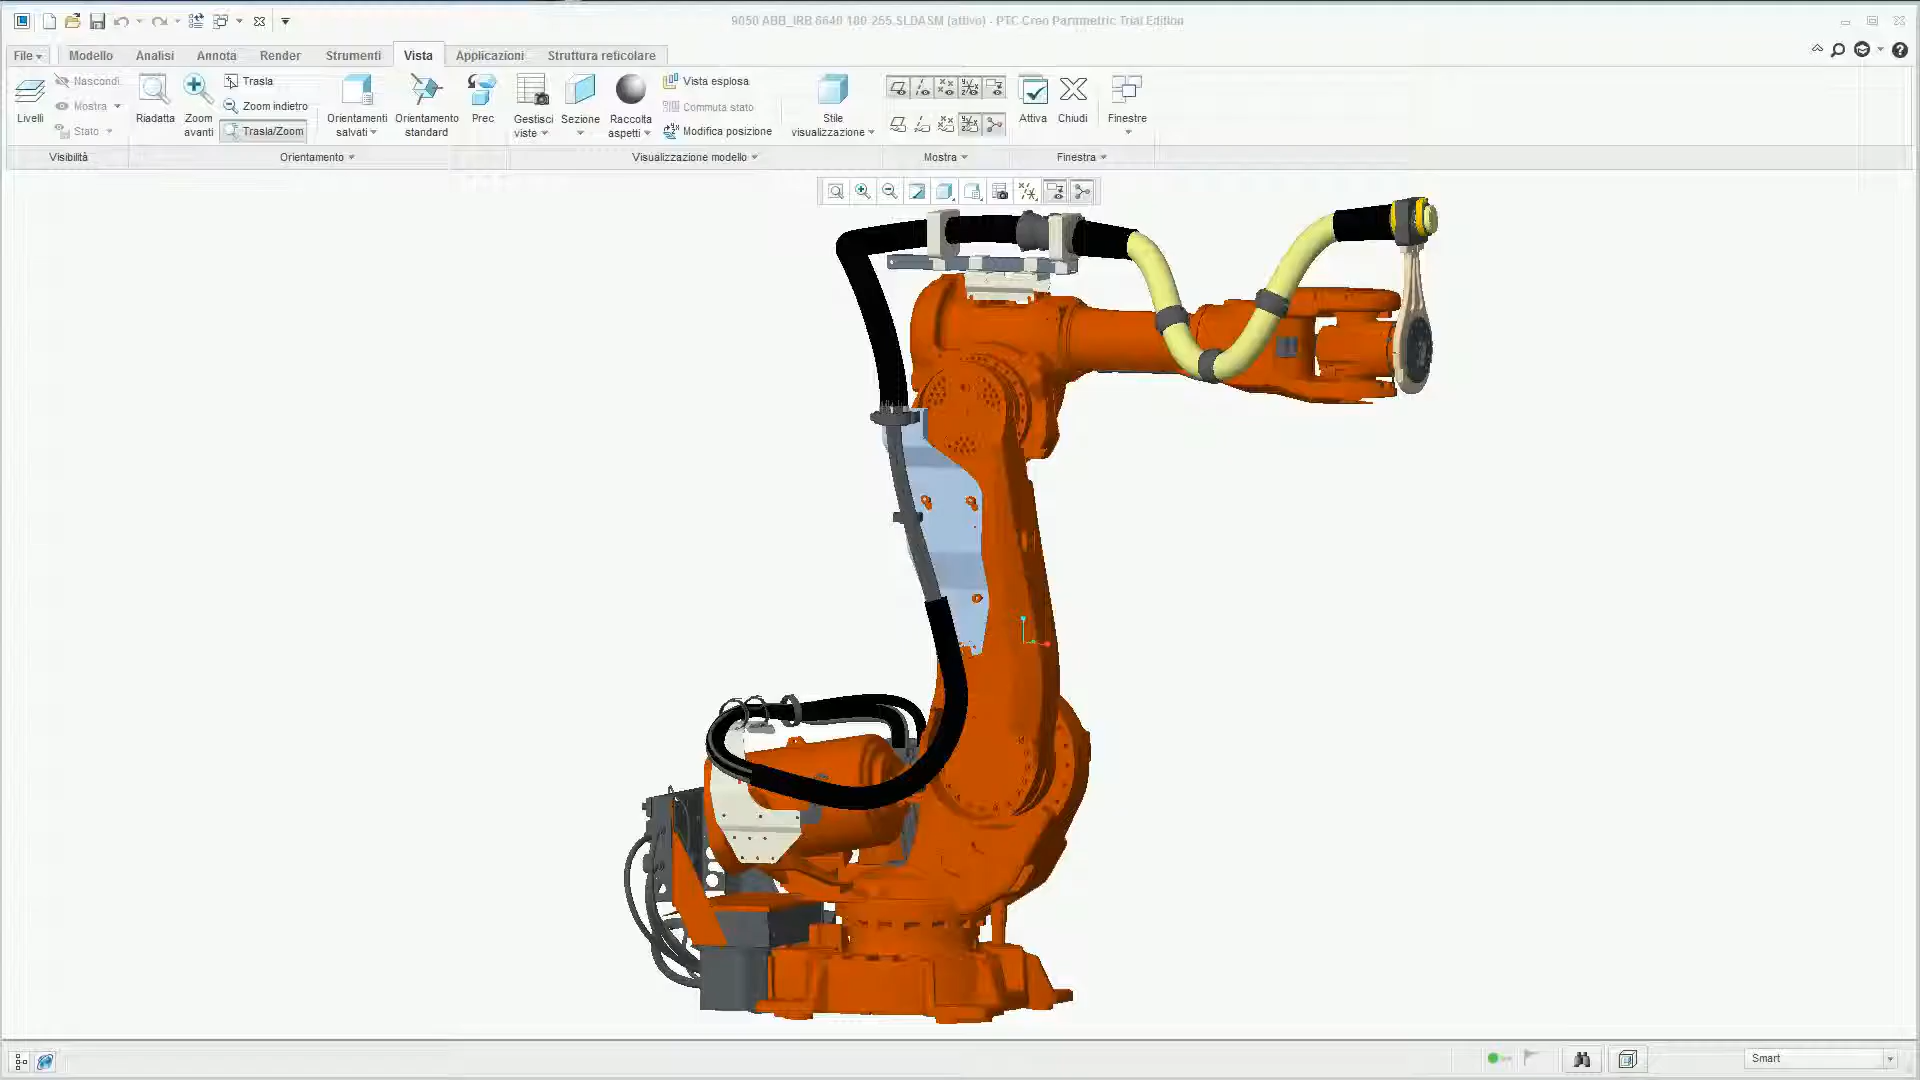 9050 ABB_IRB 6640 180-255.SLDASM (attivo) - PTC Creo Parametric Trial Edition
File
Modello
Analisi
Annota
Render
Strumenti
Vista
Applicazioni
Struttura reticolare
Livelli
Nascondi
Mostra
Stato
Riadatta
Zoom avanti
Trasla
Zoom indietro
Trasla/Zoom
Orientamenti salvati
Orientamento standard
Prec
Gestisci viste
Sezione
Raccolta aspetti
Vista esplosa
Commuta stato
Modifica posizione
Stile visualizzazione
Attiva
Chiudi
Finestre
Visibilità
Orientamento
Visualizzazione modello
Mostra
Finestra
Smart